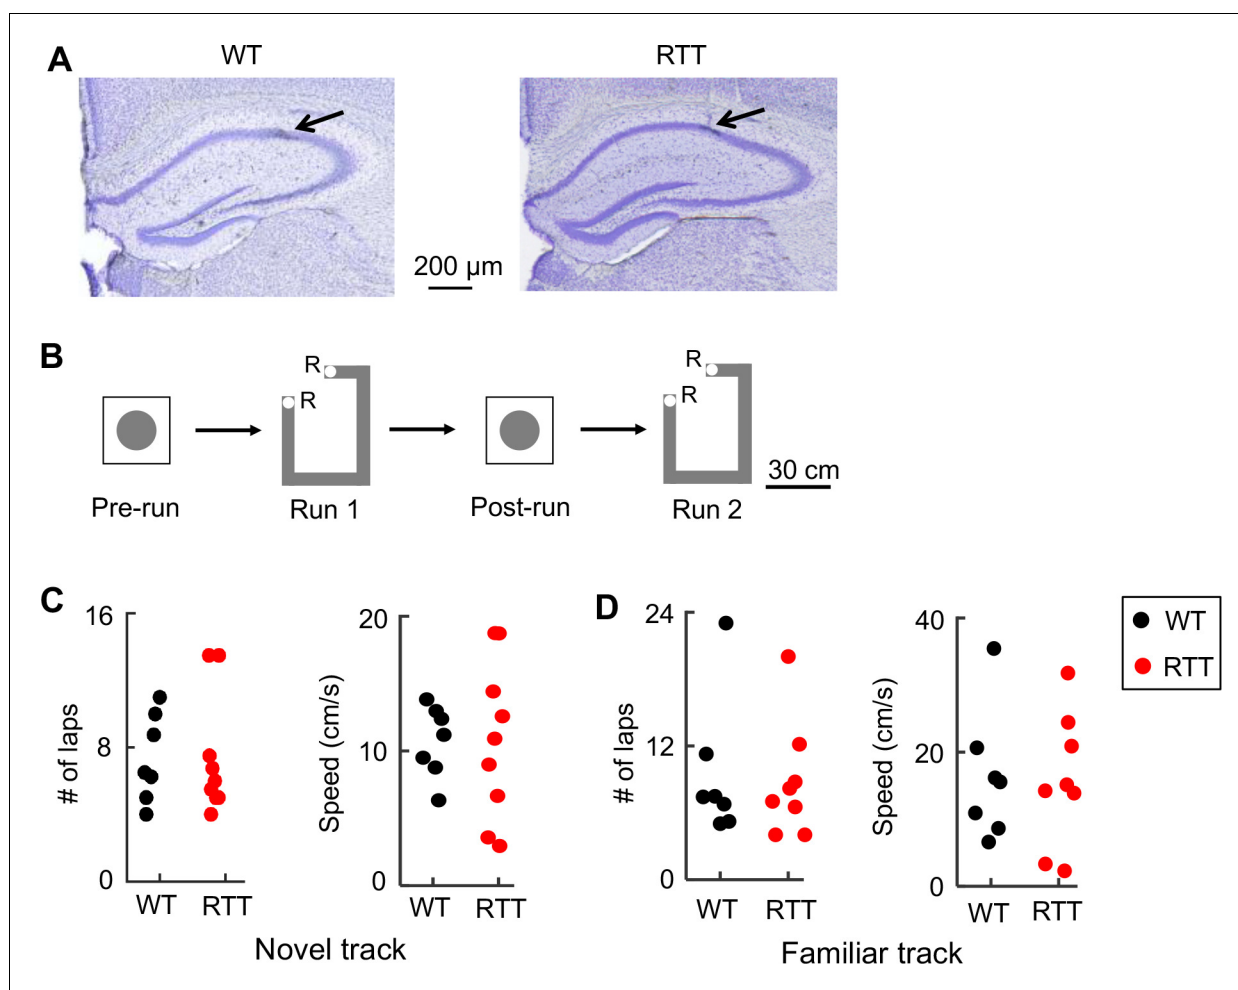 A
WT
RTT
200 µm
B
R
R
R
R
30 cm
Pre-run
Run 1
Post-run
Run 2
C
# of laps
16
8
0
WT
RTT
Speed (cm/s)
20
10
0
WT
RTT
Novel track
D
# of laps
24
12
0
WT
RTT
Speed (cm/s)
40
20
0
WT
RTT
Familiar track
WT
RTT